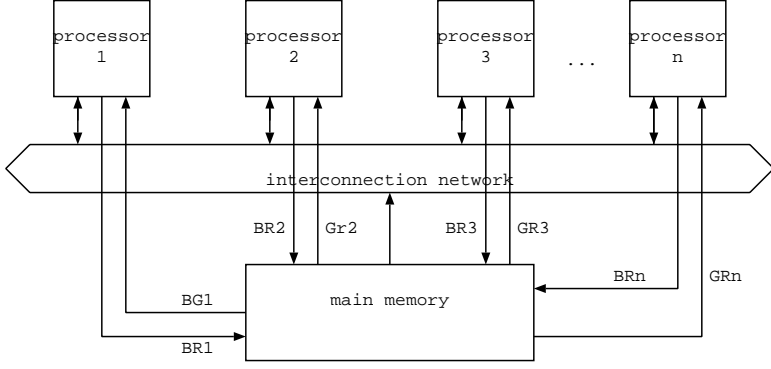 processor
1
processor
2
processor
3
...
processor
n
interconnection network
BR2
Gr2
BR3
GR3
BRn
GRn
BG1
main memory
BR1